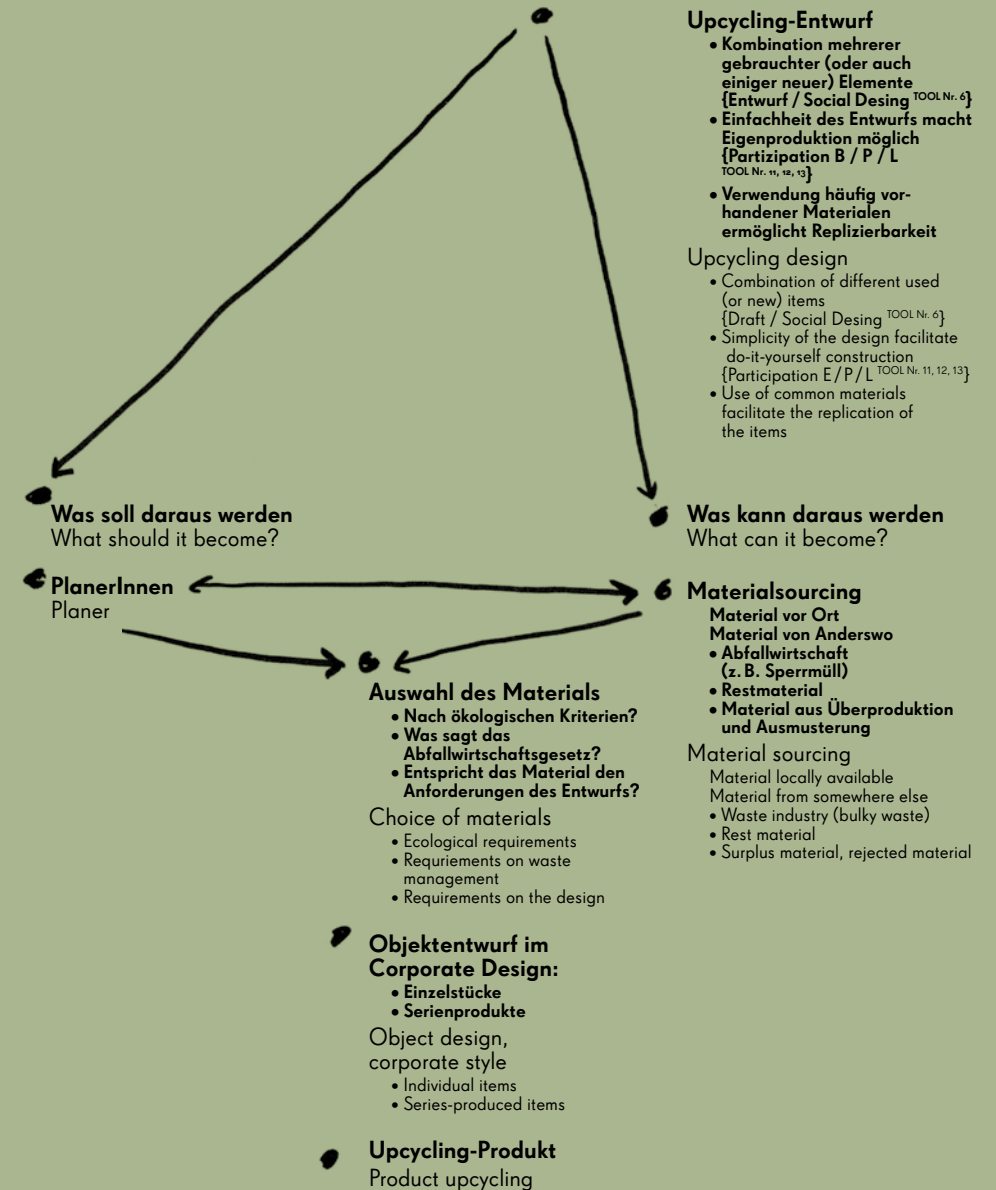 Upcycling-Entwurf
• Kombination mehrerer
gebrauchter (oder auch
einiger neuer) Elemente
{Entwurf / Social Desing TOOL Nr. 6}
• Einfachheit des Entwurfs macht
Eigenproduktion möglich
{Partizipation B / P / L
TOOL Nr. 11, 12, 13}
• Verwendung häufig vor-
handener Materialen
ermöglicht Replizierbarkeit
Upcycling design
• Combination of different used
(or new) items
{Draft / Social Desing TOOL Nr. 6}
• Simplicity of the design facilitate
do-it-yourself construction
{Participation E / P / L TOOL Nr. 11, 12, 13}
• Use of common materials
facilitate the replication of
the items
Was soll daraus werden
What should it become?
Was kann daraus werden
What can it become?
PlanerInnen
Planer
Materialsourcing
Material vor Ort
Material von Anderswo
• Abfallwirtschaft
(z. B. Sperrmüll)
• Restmaterial
• Material aus Überproduktion
und Ausmusterung
Material sourcing
Material locally available
Material from somewhere else
• Waste industry (bulky waste)
• Rest material
• Surplus material, rejected material
Auswahl des Materials
• Nach ökologischen Kriterien?
• Was sagt das
Abfallwirtschaftsgesetz?
• Entspricht das Material den
Anforderungen des Entwurfs?
Choice of materials
• Ecological requirements
• Requriements on waste
management
• Requirements on the design
Objektentwurf im
Corporate Design:
• Einzelstücke
• Serienprodukte
Object design,
corporate style
• Individual items
• Series-produced items
Upcycling-Produkt
Product upcycling